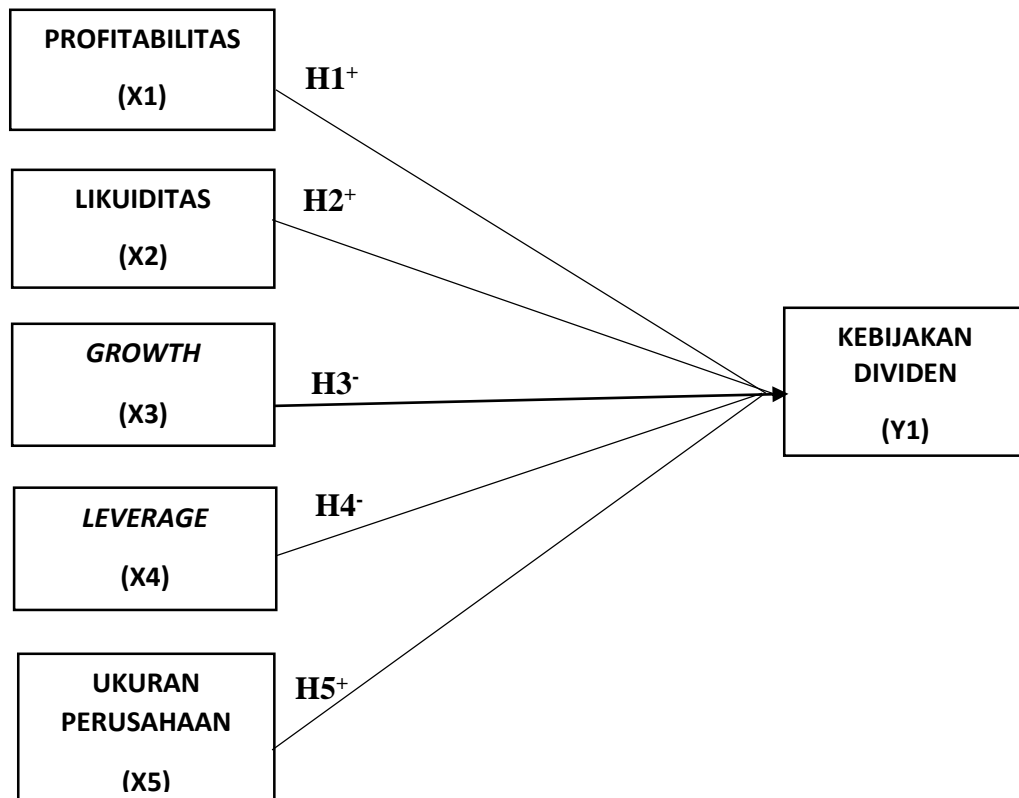 PROFITABILITAS
(X1)
H1+
LIKUIDITAS
(X2)
H2+
GROWTH
(X3)
H3-
LEVERAGE
(X4)
H4-
UKURAN
PERUSAHAAN
(X5)
H5+
KEBIJAKAN
DIVIDEN
(Y1)